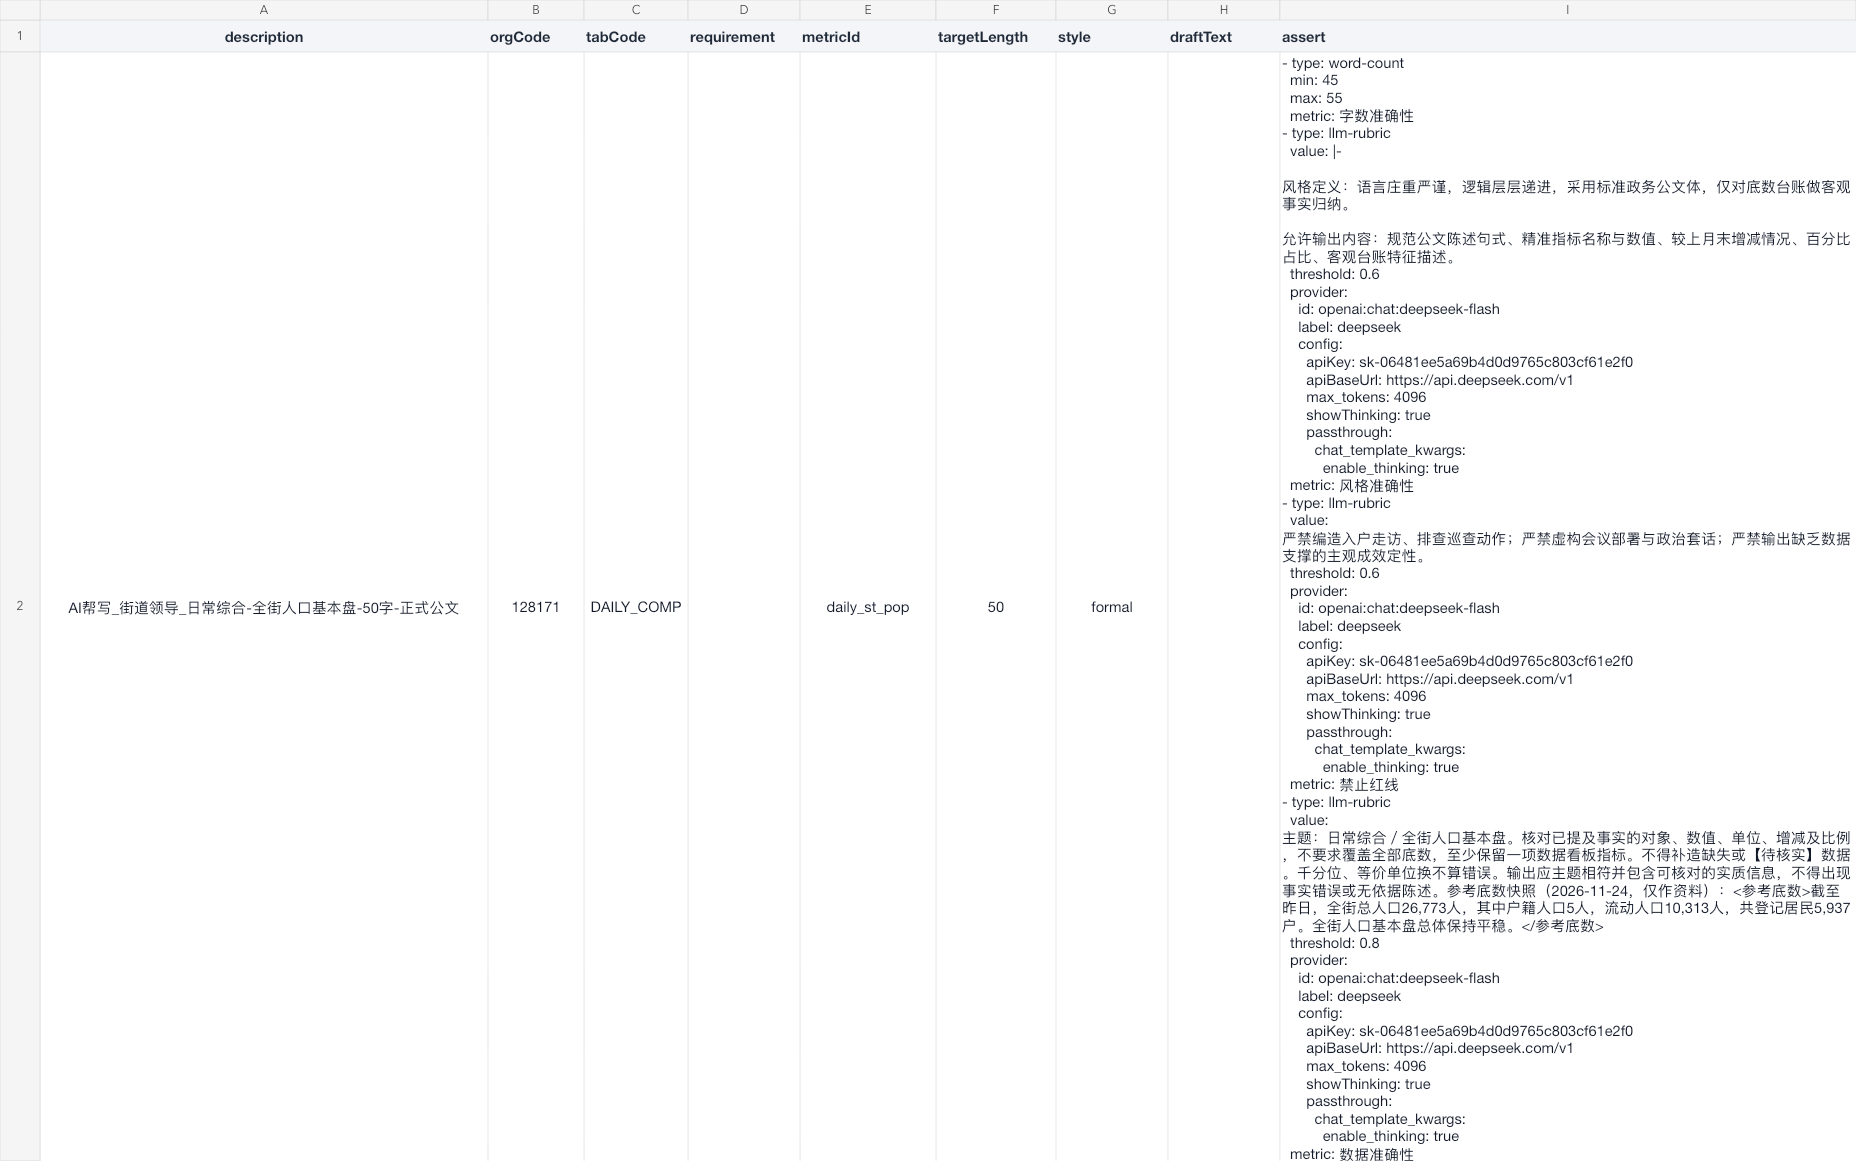 A B C D E F G H I
1 description orgCode tabCode requirement metricId targetLength style draftText assert
- type: word-count
min: 45
max: 55
metric: 字数准确性
- type: llm-rubric
value: |-
风格定义：语言庄重严谨，逻辑层层递进，采用标准政务公文体，仅对底数台账做客观
事实归纳。
允许输出内容：规范公文陈述句式、精准指标名称与数值、较上月末增减情况、百分比
占比、客观台账特征描述。
threshold: 0.6
provider:
id: openai:chat:deepseek-flash
label: deepseek
config:
apiKey: sk-06481ee5a69b4d0d9765c803cf61e2f0
apiBaseUrl: https://api.deepseek.com/v1
max_tokens: 4096
showThinking: true
passthrough:
chat_template_kwargs:
enable_thinking: true
metric: 风格准确性
- type: llm-rubric
value:
严禁编造入户走访、排查巡查动作；严禁虚构会议部署与政治套话；严禁输出缺乏数据
支撑的主观成效定性。
threshold: 0.6
provider:
2 AI帮写_街道领导_日常综合-全街人口基本盘-50字-正式公文 128171 DAILY_COMP daily_st_pop 50 formal
id: openai:chat:deepseek-flash
label: deepseek
config:
apiKey: sk-06481ee5a69b4d0d9765c803cf61e2f0
apiBaseUrl: https://api.deepseek.com/v1
max_tokens: 4096
showThinking: true
passthrough:
chat_template_kwargs:
enable_thinking: true
metric: 禁止红线
- type: llm-rubric
value:
主题：日常综合 / 全街人口基本盘。核对已提及事实的对象、数值、单位、增减及比例
，不要求覆盖全部底数，至少保留一项数据看板指标。不得补造缺失或【待核实】数据
。千分位、等价单位换不算错误。输出应主题相符并包含可核对的实质信息，不得出现
事实错误或无依据陈述。参考底数快照（2026-11-24，仅作资料）：<参考底数>截至
昨日，全街总人口26,773人，其中户籍人口5人，流动人口10,313人，共登记居民5,937
户。全街人口基本盘总体保持平稳。</参考底数>
threshold: 0.8
provider:
id: openai:chat:deepseek-flash
label: deepseek
config:
apiKey: sk-06481ee5a69b4d0d9765c803cf61e2f0
apiBaseUrl: https://api.deepseek.com/v1
max_tokens: 4096
showThinking: true
passthrough:
chat_template_kwargs:
enable_thinking: true
metric: 数据准确性